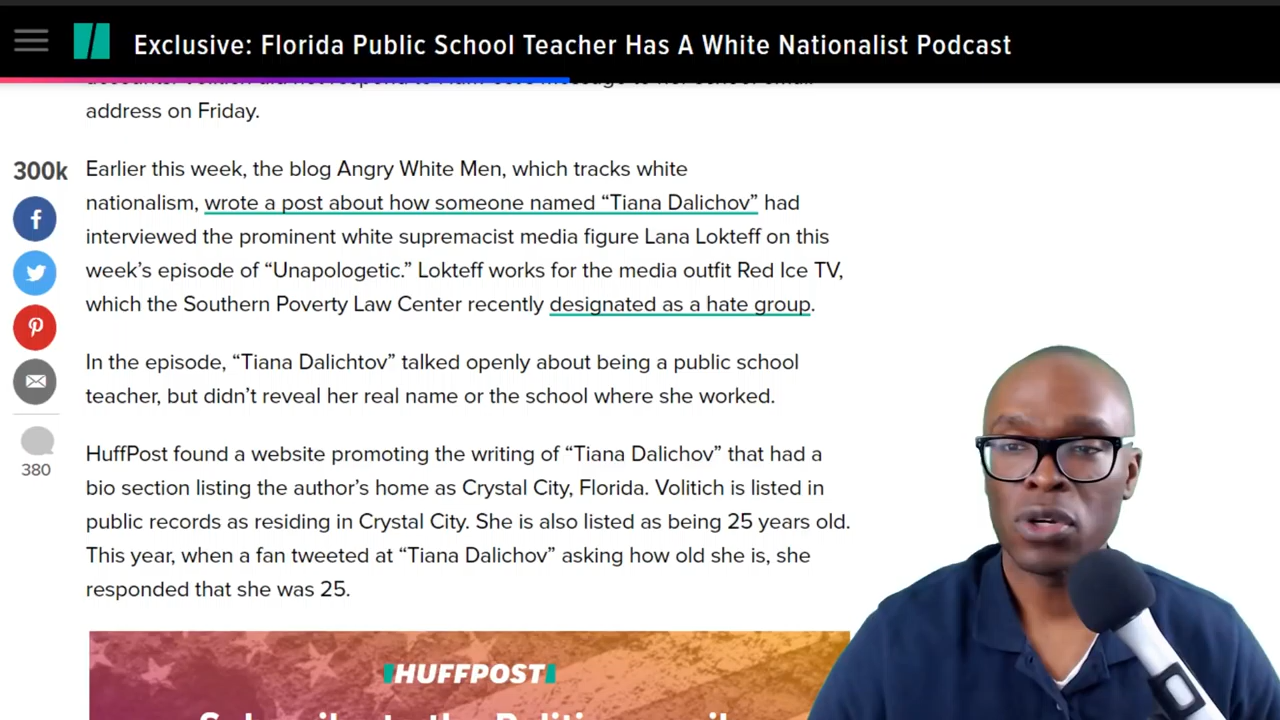 Exclusive: Florida Public School Teacher Has A White Nationalist Podcast
address on Friday.
300k
Earlier this week, the blog Angry White Men, which tracks white
nationalism, wrote a post about how someone named “Tiana Dalichov” had
interviewed the prominent white supremacist media figure Lana Lokteff on this
week’s episode of “Unapologetic.” Lokteff works for the media outfit Red Ice TV,
which the Southern Poverty Law Center recently designated as a hate group.
In the episode, “Tiana Dalichtov” talked openly about being a public school
teacher, but didn’t reveal her real name or the school where she worked.
380
HuffPost found a website promoting the writing of “Tiana Dalichov” that had a
bio section listing the author’s home as Crystal City, Florida. Volitich is listed in
public records as residing in Crystal City. She is also listed as being 25 years old.
This year, when a fan tweeted at “Tiana Dalichov” asking how old she is, she
responded that she was 25.
HUFFPOST